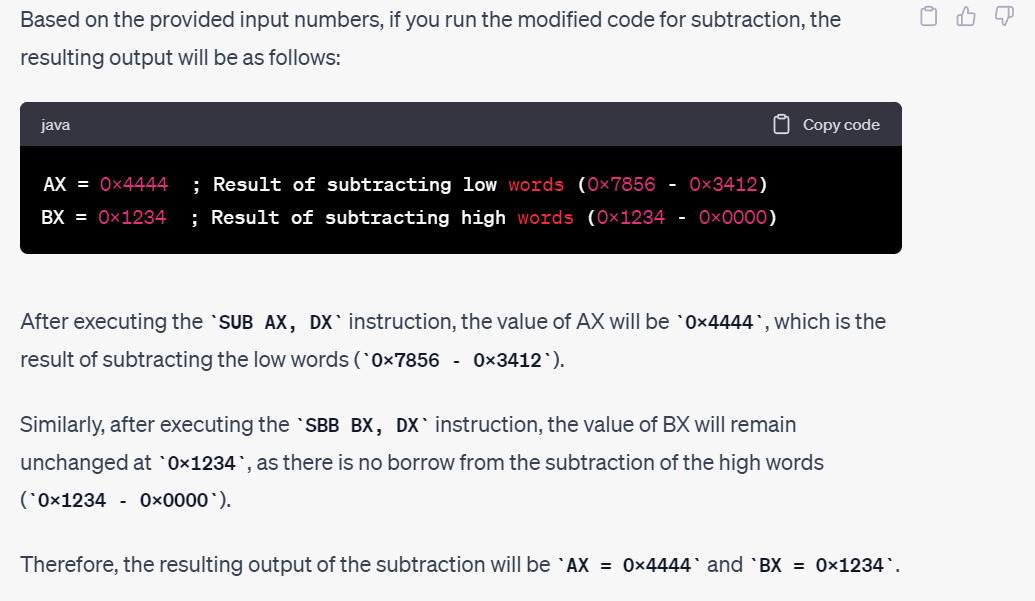 Based on the provided input numbers, if you run the modified code for subtraction, the
resulting output will be as follows:
java
Copy code
AX = 0x4444  ; Result of subtracting low words (0x7856 - 0x3412)
BX = 0x1234  ; Result of subtracting high words (0x1234 - 0x0000)
After executing the `SUB AX, DX` instruction, the value of AX will be `0x4444`, which is the
result of subtracting the low words (`0x7856 - 0x3412`).
Similarly, after executing the `SBB BX, DX` instruction, the value of BX will remain
unchanged at `0x1234`, as there is no borrow from the subtraction of the high words
(`0x1234 - 0x0000`).
Therefore, the resulting output of the subtraction will be `AX = 0x4444` and `BX = 0x1234`.